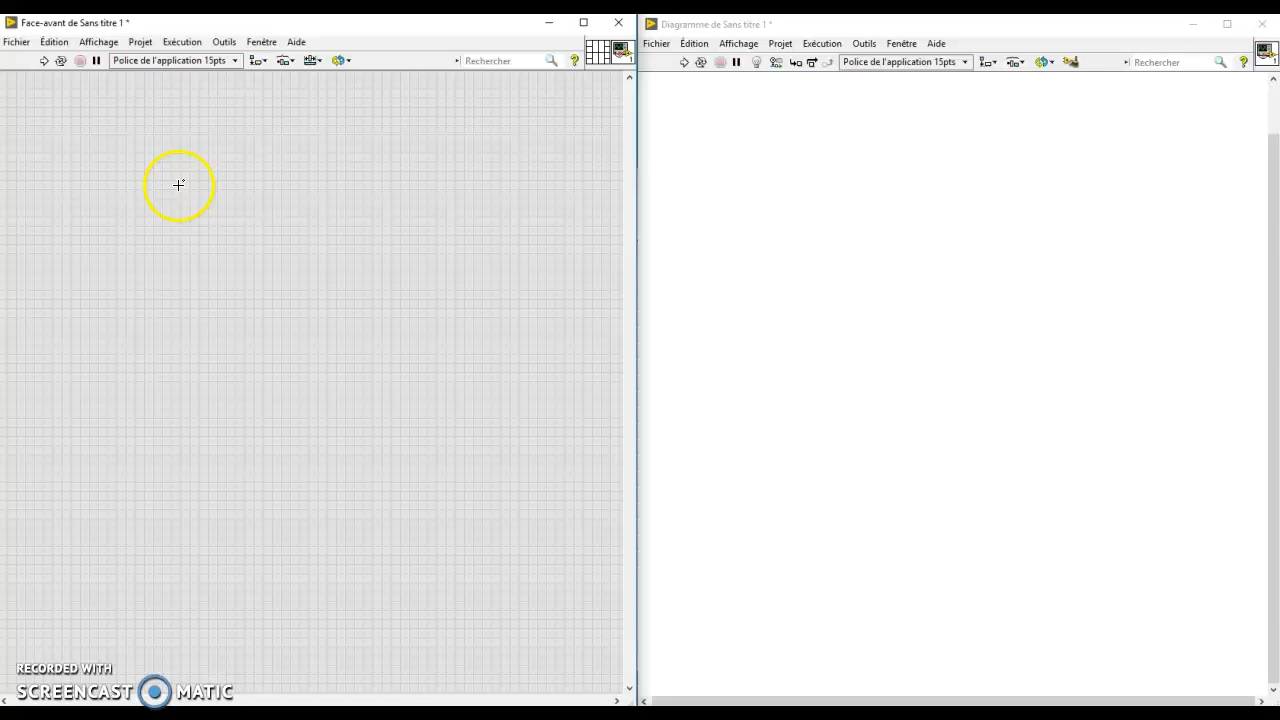 Face-avant de Sans titre 1 *
Fichier Édition Affichage Projet Exécution Outils Fenêtre Aide
Police de l'application 15pts
Rechercher
?
1
Diagramme de Sans titre 1 *
Fichier Édition Affichage Projet Exécution Outils Fenêtre Aide
Police de l'application 15pts
Rechercher
?
1
RECORDED WITH
SCREENCAST MATIC